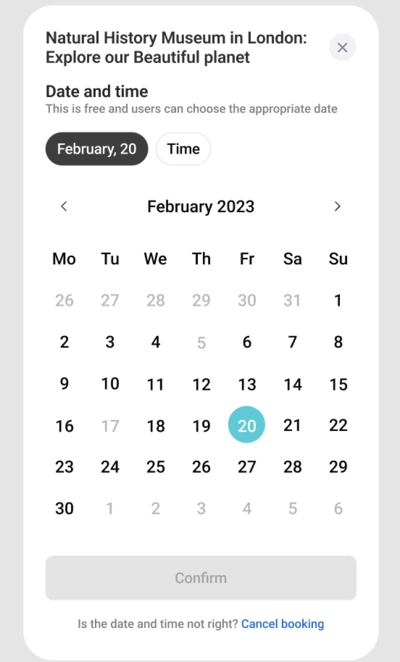 Natural History Museum in London:
Explore our Beautiful planet
Date and time
This is free and users can choose the appropriate date
February, 20 Time
February 2023
Mo Tu We Th Fr Sa Su
26 27 28 29 30 31 1
2 3 4 5 6 7 8
9 10 11 12 13 14 15
16 17 18 19 20 21 22
23 24 25 26 27 28 29
30 1 2 3 4 5 6
Confirm
Is the date and time not right? Cancel booking